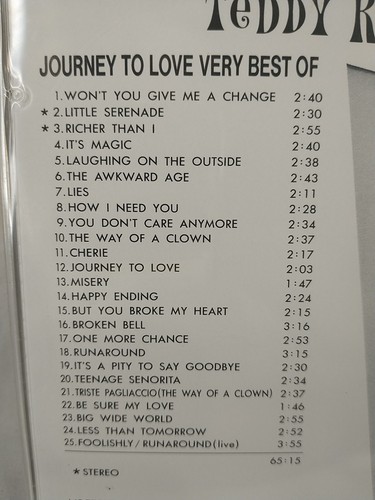 TeDDY R
JOURNEY TO LOVE VERY BEST OF
1.WON'T YOU GIVE ME A CHANGE 2:40
* 2.LITTLE SERENADE 2:30
* 3.RICHER THAN I 2:55
4.IT'S MAGIC 2:40
5.LAUGHING ON THE OUTSIDE 2:38
6.THE AWKWARD AGE 2:43
7.LIES 2:11
8.HOW I NEED YOU 2:28
9.YOU DON'T CARE ANYMORE 2:34
10.THE WAY OF A CLOWN 2:37
11.CHERIE 2:17
12.JOURNEY TO LOVE 2:03
13.MISERY 1:47
14.HAPPY ENDING 2:24
15.BUT YOU BROKE MY HEART 2:15
16.BROKEN BELL 3:16
17.ONE MORE CHANCE 2:53
18.RUNAROUND 3:15
19.IT'S A PITY TO SAY GOODBYE 2:30
20.TEENAGE SENORITA 2:34
21.TRISTE PAGLIACCIO(THE WAY OF A CLOWN) 2:37
22.BE SURE MY LOVE 1:46
23.BIG WIDE WORLD 2:55
24.LESS THAN TOMORROW 2:52
25.FOOLISHLY/RUNAROUND(live) 3:55
65:15
* STEREO